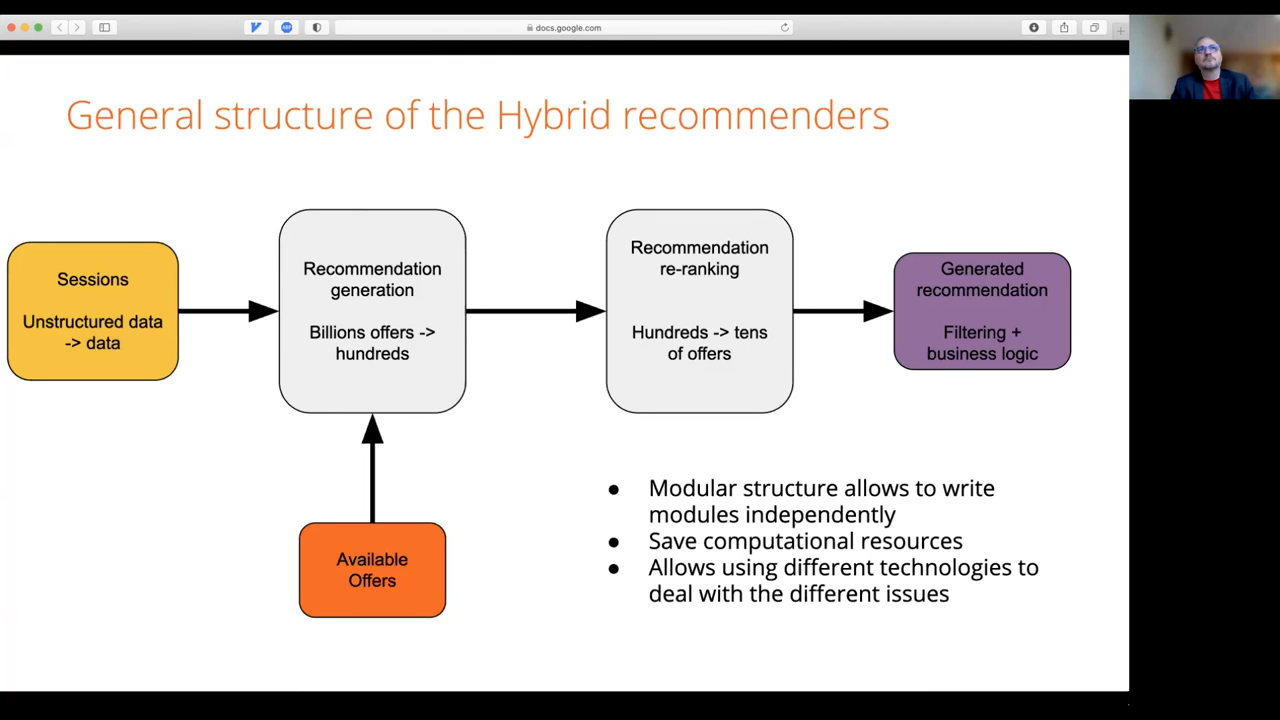 docs.google.com
General structure of the Hybrid recommenders
Sessions
Unstructured data
-> data
Recommendation
generation
Billions offers ->
hundreds
Recommendation
re-ranking
Hundreds -> tens
of offers
Generated
recommendation
Filtering +
business logic
Available
Offers
● Modular structure allows to write
modules independently
● Save computational resources
● Allows using different technologies to
deal with the different issues